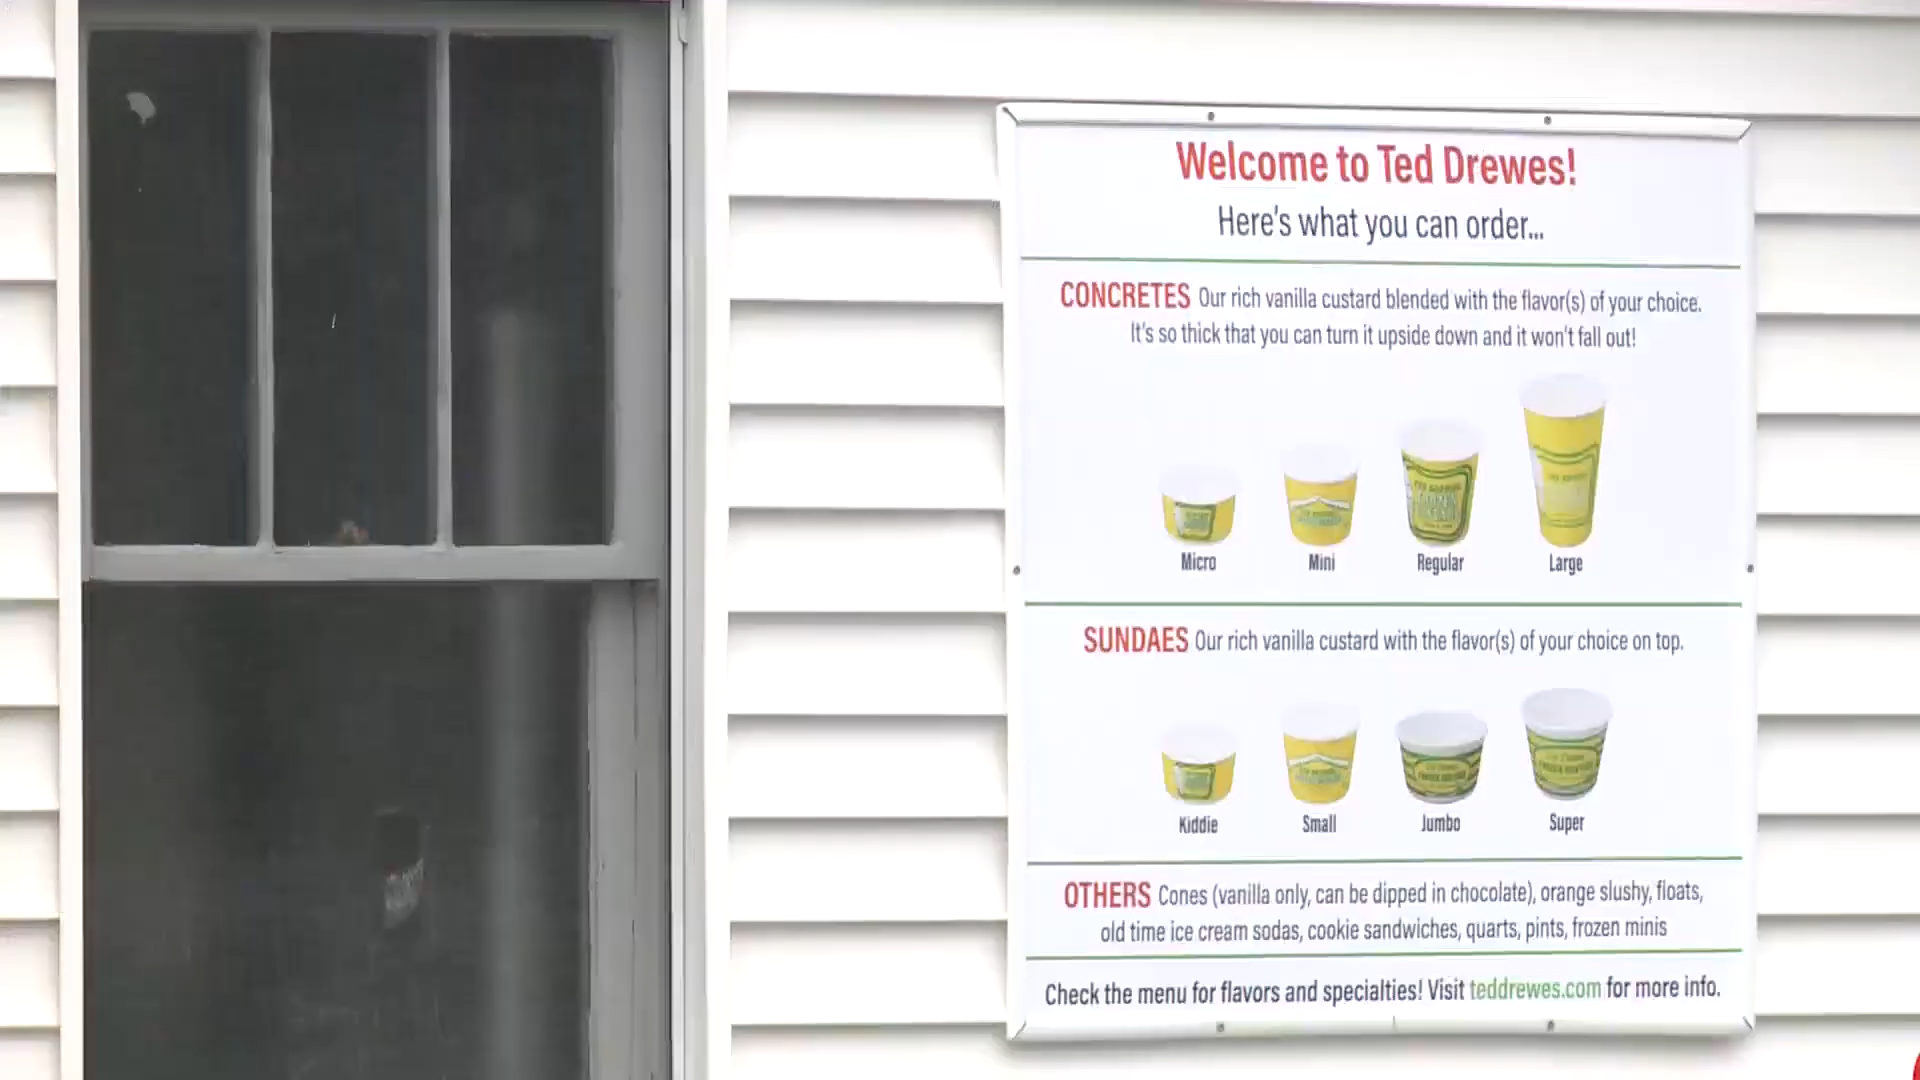 Welcome to Ted Drewes!
Here's what you can order...
CONCRETES Our rich vanilla custard blended with the flavor(s) of your choice.
It's so thick that you can turn it upside down and it won't fall out!
Micro Mini Regular Large
SUNDAES Our rich vanilla custard with the flavor(s) of your choice on top.
Kiddie Small Jumbo Super
OTHERS Cones (vanilla only, can be dipped in chocolate), orange slushy, floats,
old time ice cream sodas, cookie sandwiches, quarts, pints, frozen minis
Check the menu for flavors and specialties! Visit teddrewes.com for more info.